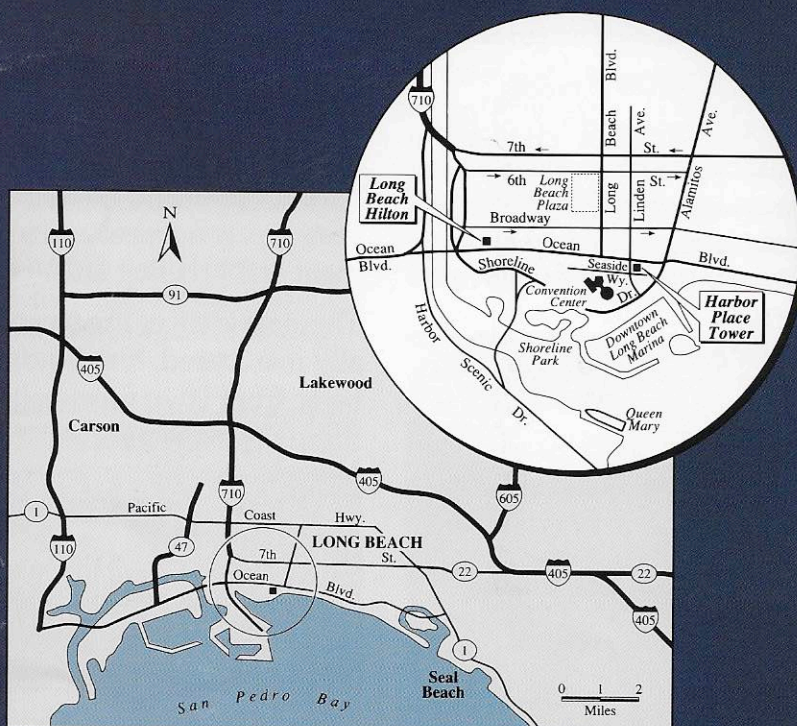 710
7th St.
Long Beach Blvd.
Linden Ave.
Alamitos Ave.
6th St.
Long Beach Plaza
Long
Beach
Hilton
Broadway
Ocean Blvd.
Ocean Blvd.
Shoreline Dr.
Seaside Wy.
Convention
Center
Harbor
Place
Tower
Downtown
Long Beach
Marina
Shoreline
Park
Harbor Scenic Dr.
Queen
Mary
N
110
710
91
405
Lakewood
Carson
710
405
605
1
Pacific Coast Hwy.
110
47
LONG BEACH
7th St.
22
405
22
Ocean Blvd.
405
1
Seal
Beach
San Pedro Bay
0 1 2
Miles